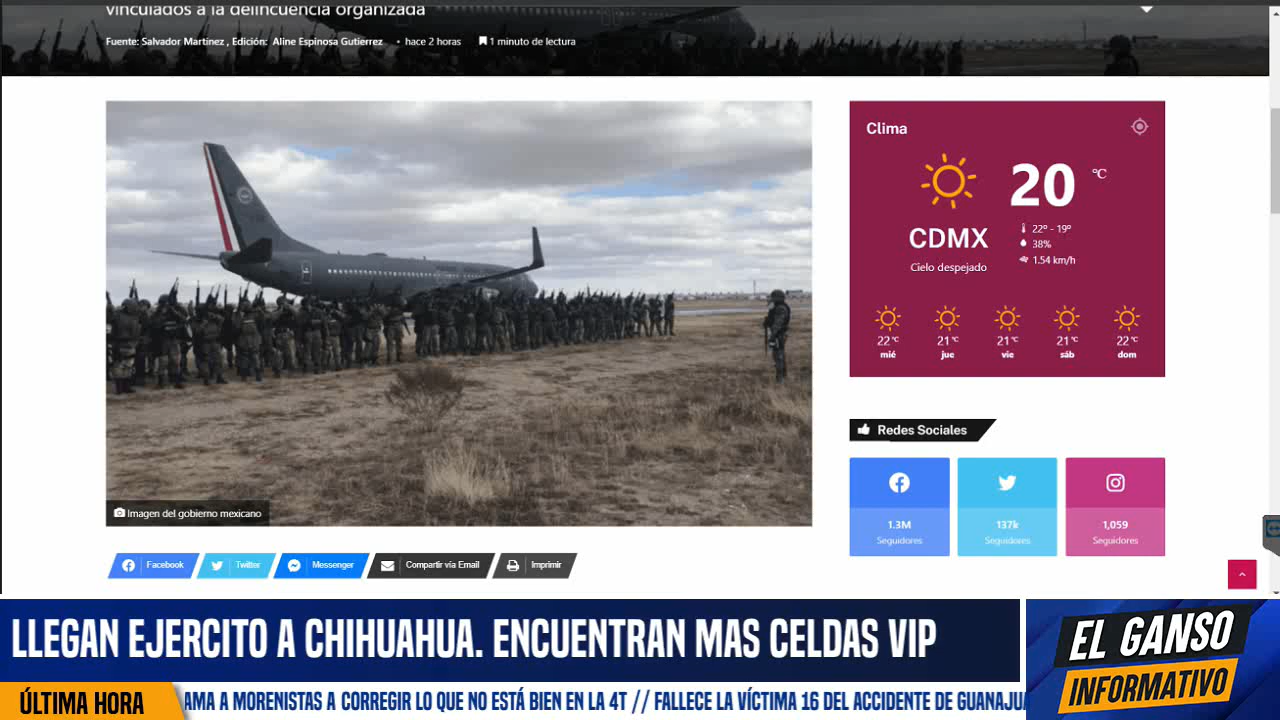 vinculados a la delincuencia organizada
Fuente: Salvador Martínez , Edición: Aline Espinosa Gutierrez • hace 2 horas 1 minuto de lectura
Clima
20 °C
CDMX
22º - 19º
38%
1.54 km/h
Cielo despejado
22°C 21°C 21°C 21°C 22°C
mié jue vie sáb dom
Redes Sociales
1.3M 137k 1,059
Seguidores Seguidores Seguidores
Imagen del gobierno mexicano
Facebook Twitter Messenger Compartir vía Email Imprimir
LLEGAN EJERCITO A CHIHUAHUA. ENCUENTRAN MAS CELDAS VIP
EL GANSO
INFORMATIVO
ÚLTIMA HORA
AMA A MORENISTAS A CORREGIR LO QUE NO ESTÁ BIEN EN LA 4T // FALLECE LA VÍCTIMA 16 DEL ACCIDENTE DE GUANAJUA